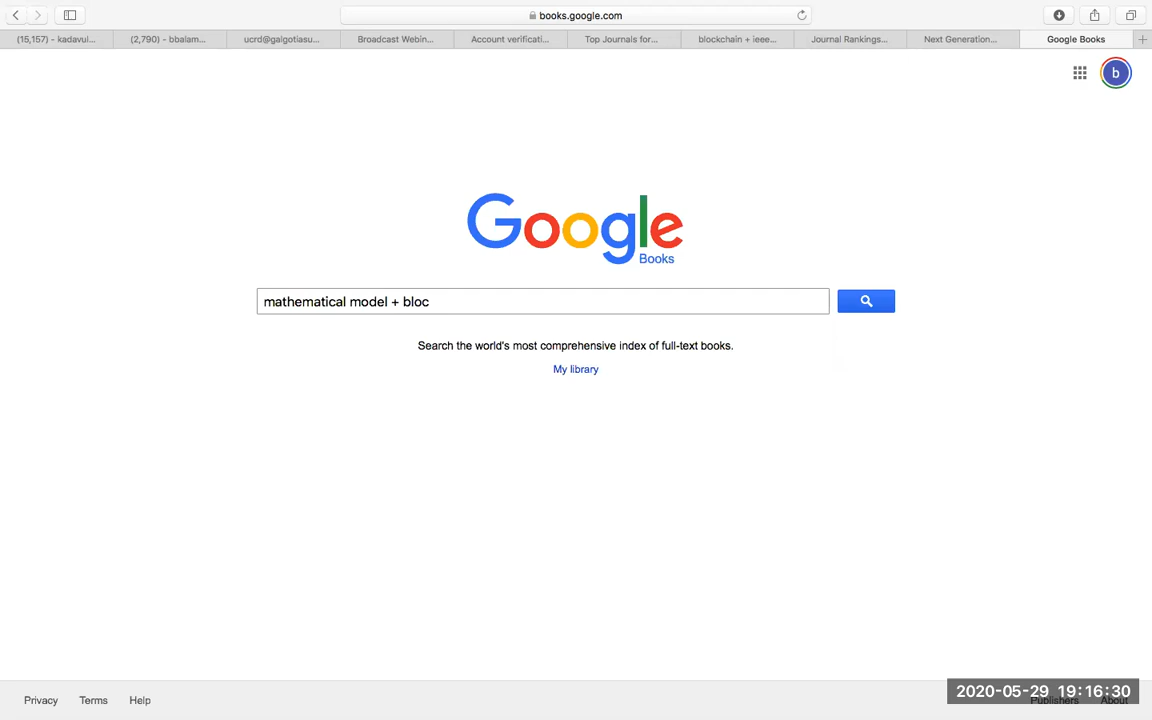 books.google.com
(15,157) - kadavul...
(2,790) - bbalam...
ucrd@galgotiasu...
Broadcast Webin...
Account verificati...
Top Journals for...
blockchain + ieee...
Journal Rankings...
Next Generation...
Google Books
b
Google
Books
mathematical model + bloc
Search the world's most comprehensive index of full-text books.
My library
2020-05-29 19:16:30
Privacy Terms Help Publishers About